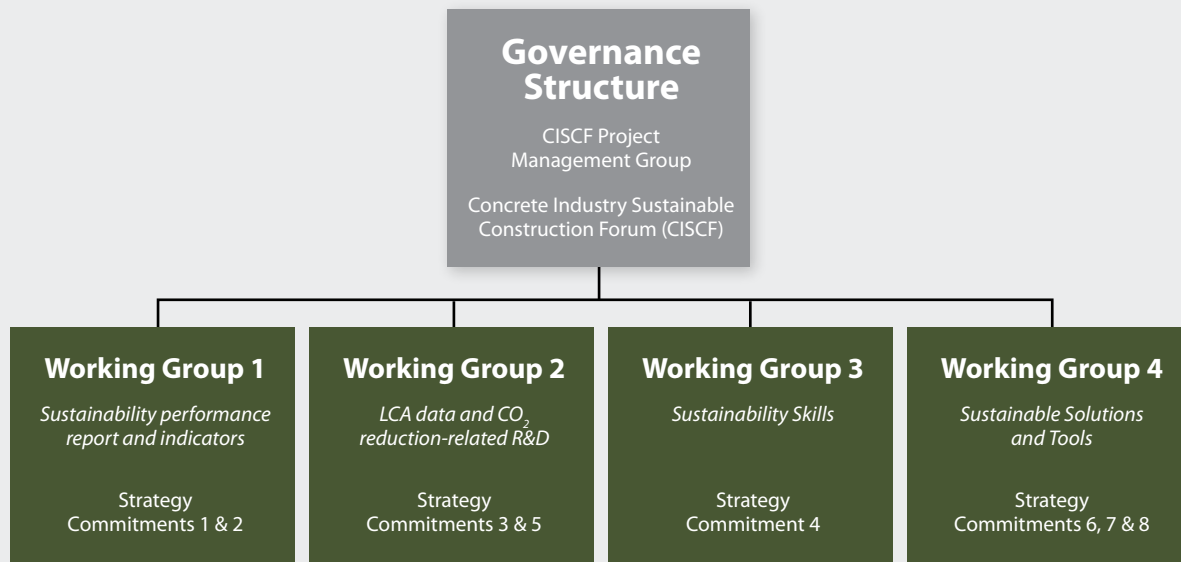 Governance
Structure
CISCF Project
Management Group
Concrete Industry Sustainable
Construction Forum (CISCF)
Working Group 1
Sustainability performance
report and indicators
Strategy
Commitments 1 & 2
Working Group 2
LCA data and CO₂
reduction-related R&D
Strategy
Commitments 3 & 5
Working Group 3
Sustainability Skills
Strategy
Commitment 4
Working Group 4
Sustainable Solutions
and Tools
Strategy
Commitments 6, 7 & 8